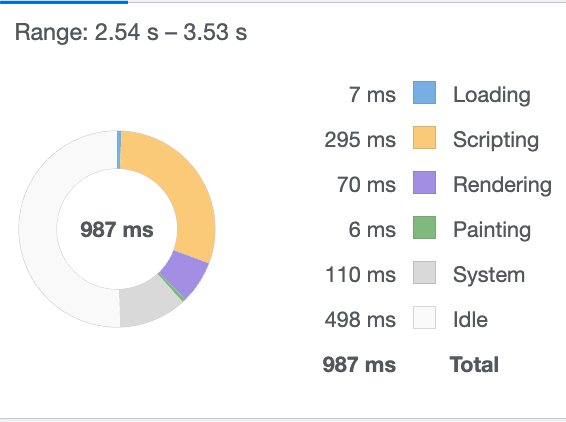 Range: 2.54 s – 3.53 s
7 ms Loading
295 ms Scripting
70 ms Rendering
987 ms
6 ms Painting
110 ms System
498 ms Idle
987 ms Total